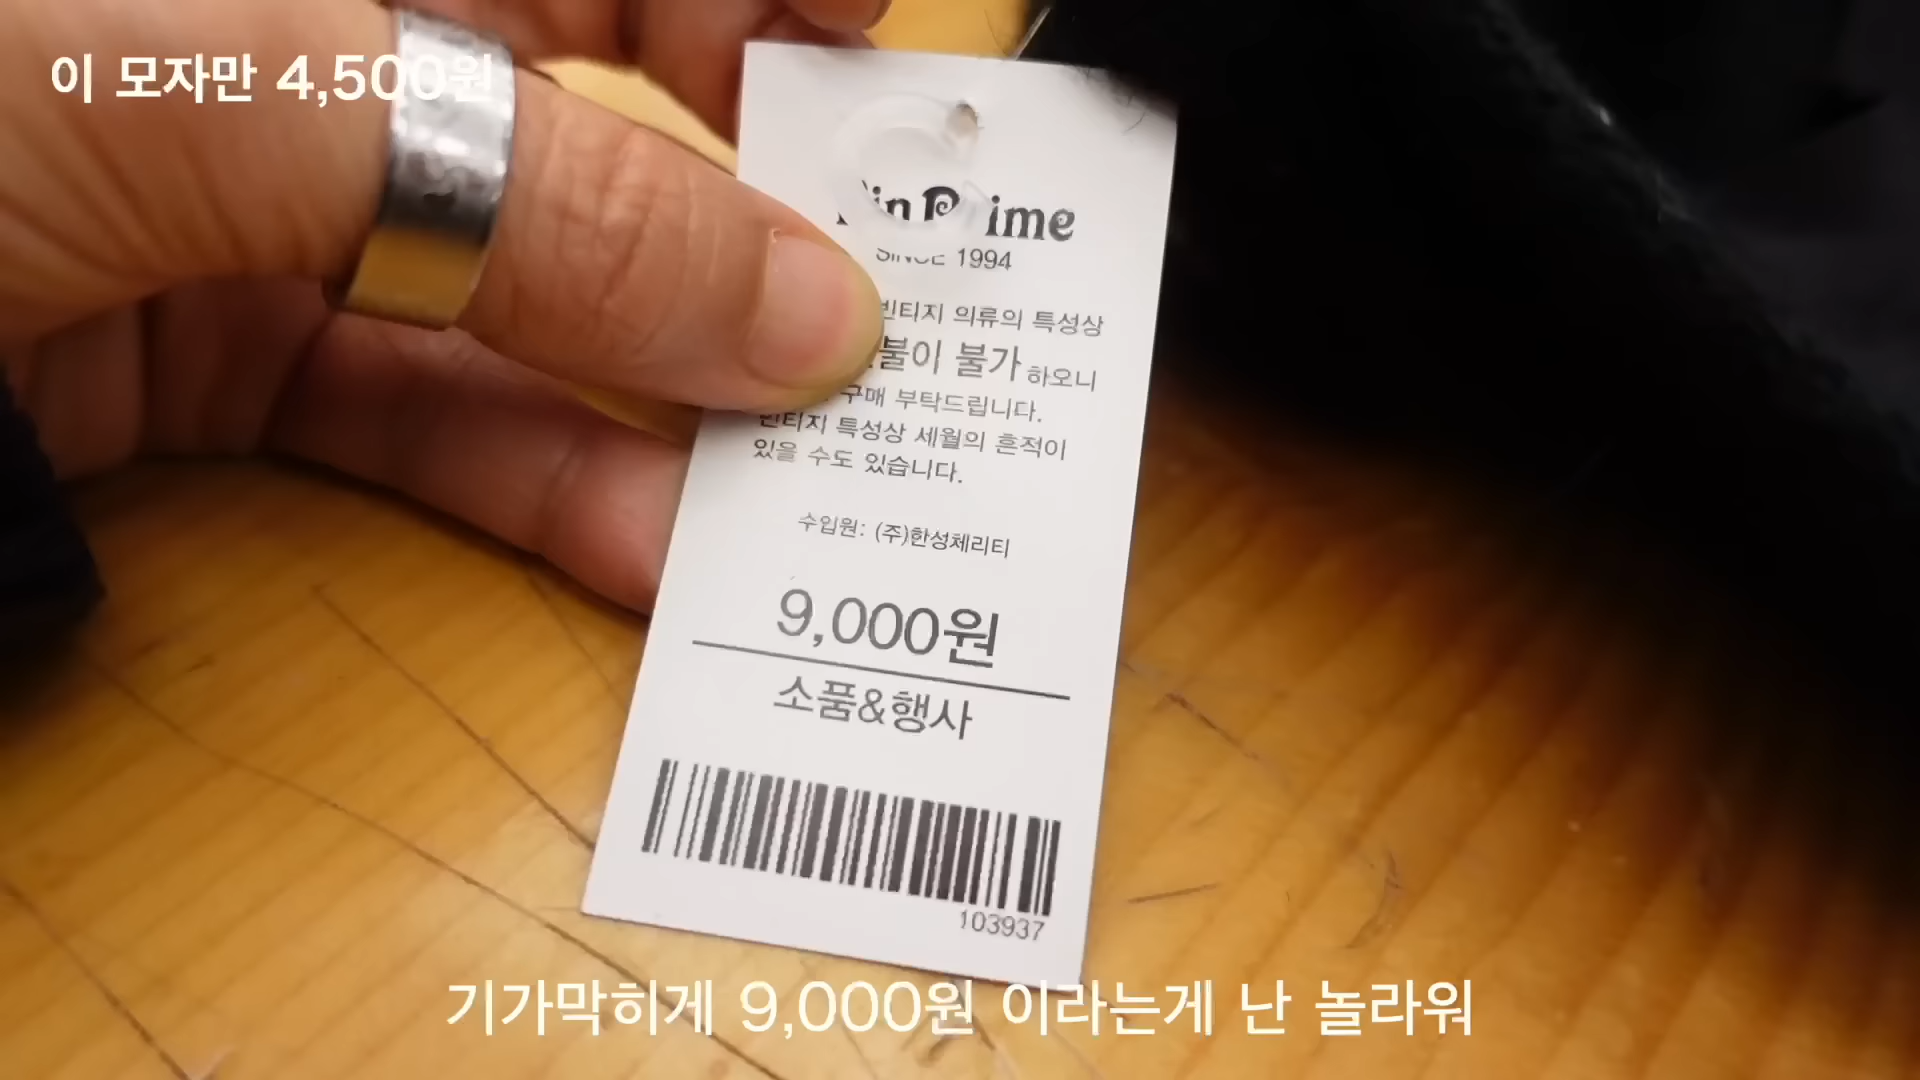 이 모자만 4,500원
SINCE 1994
빈티지 의류의 특성상
불이 불가 하오니
구매 부탁드립니다.
빈티지 특성상 세월의 흔적이
있을 수도 있습니다.
수입원: (주)한성체리티
9,000원
소품&행사
103937
기가막히게 9,000원 이라는게 난 놀라워